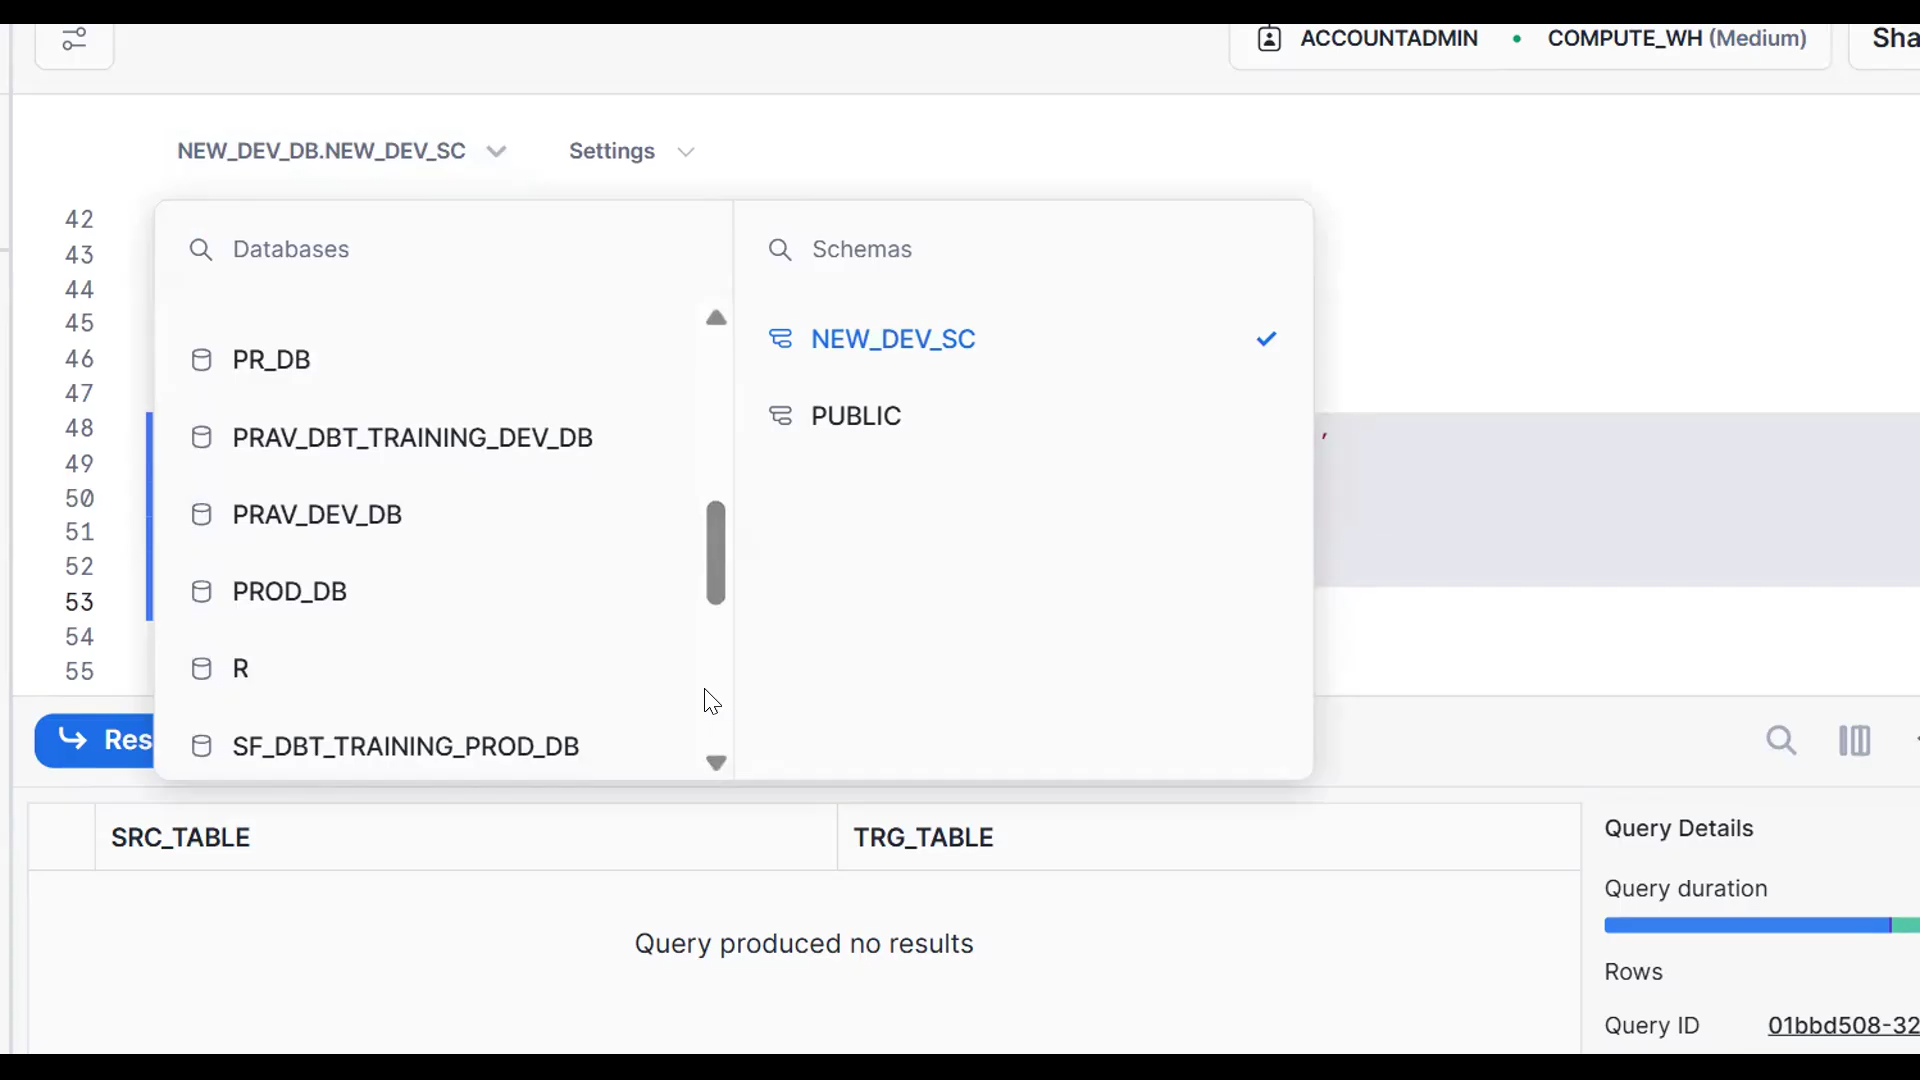 ACCOUNTADMIN • COMPUTE_WH (Medium)
Sha
NEW_DEV_DB.NEW_DEV_SC
Settings
42
43
44
45
46
47
48
49
50
51
52
53
54
55
Databases
PR_DB
PRAV_DBT_TRAINING_DEV_DB
PRAV_DEV_DB
PROD_DB
R
SF_DBT_TRAINING_PROD_DB
Schemas
NEW_DEV_SC
PUBLIC
'
Res
SRC_TABLE
TRG_TABLE
Query produced no results
Query Details
Query duration
Rows
Query ID 01bbd508-32